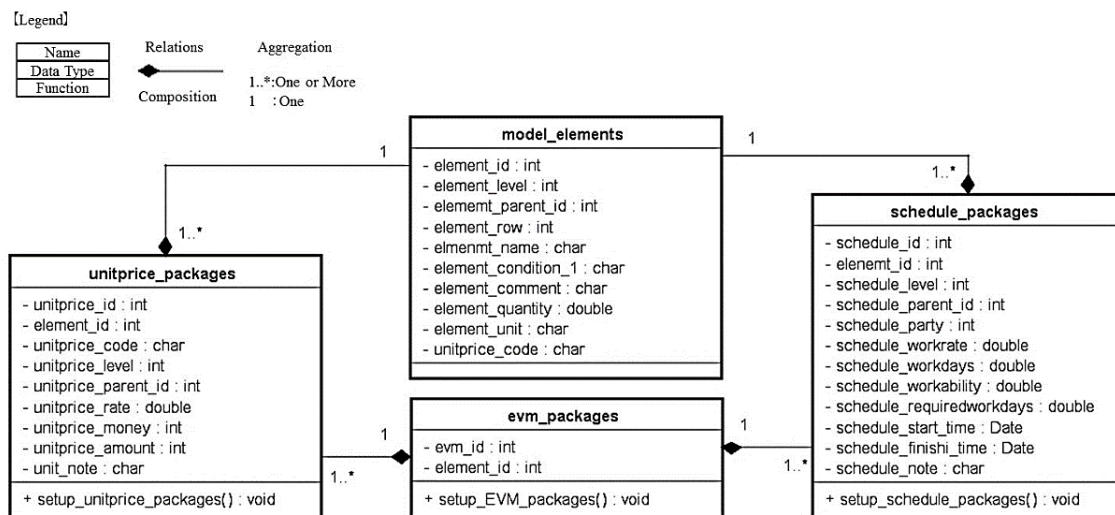 【Legend】
Name
Data Type
Function
Relations
Composition
Aggregation
1..*:One or More
1 :One
model_elements
- element_id : int
- element_level : int
- elememt_parent_id : int
- element_row : int
- elmenmt_name : char
- element_condition_1 : char
- element_comment : char
- element_quantity : double
- element_unit : char
- unitprice_code : char
1
1..*
1
1..*
unitprice_packages
- unitprice_id : int
- element_id : int
- unitprice_code : char
- unitprice_level : int
- unitprice_parent_id : int
- unitprice_rate : double
- unitprice_money : int
- unitprice_amount : int
- unit_note : char
+ setup_unitprice_packages() : void
1
1..*
evm_packages
- evm_id : int
- element_id : int
+ setup_EVM_packages() : void
1
1..*
schedule_packages
- schedule_id : int
- elenemt_id : int
- schedule_level : int
- schedule_parent_id : int
- schedule_party : int
- schedule_workrate : double
- schedule_workdays : double
- schedule_workability : double
- schedule_requiredworkdays : double
- schedule_start_time : Date
- schedule_finishi_time : Date
- schedule_note : char
+ setup_schedule_packages() : void